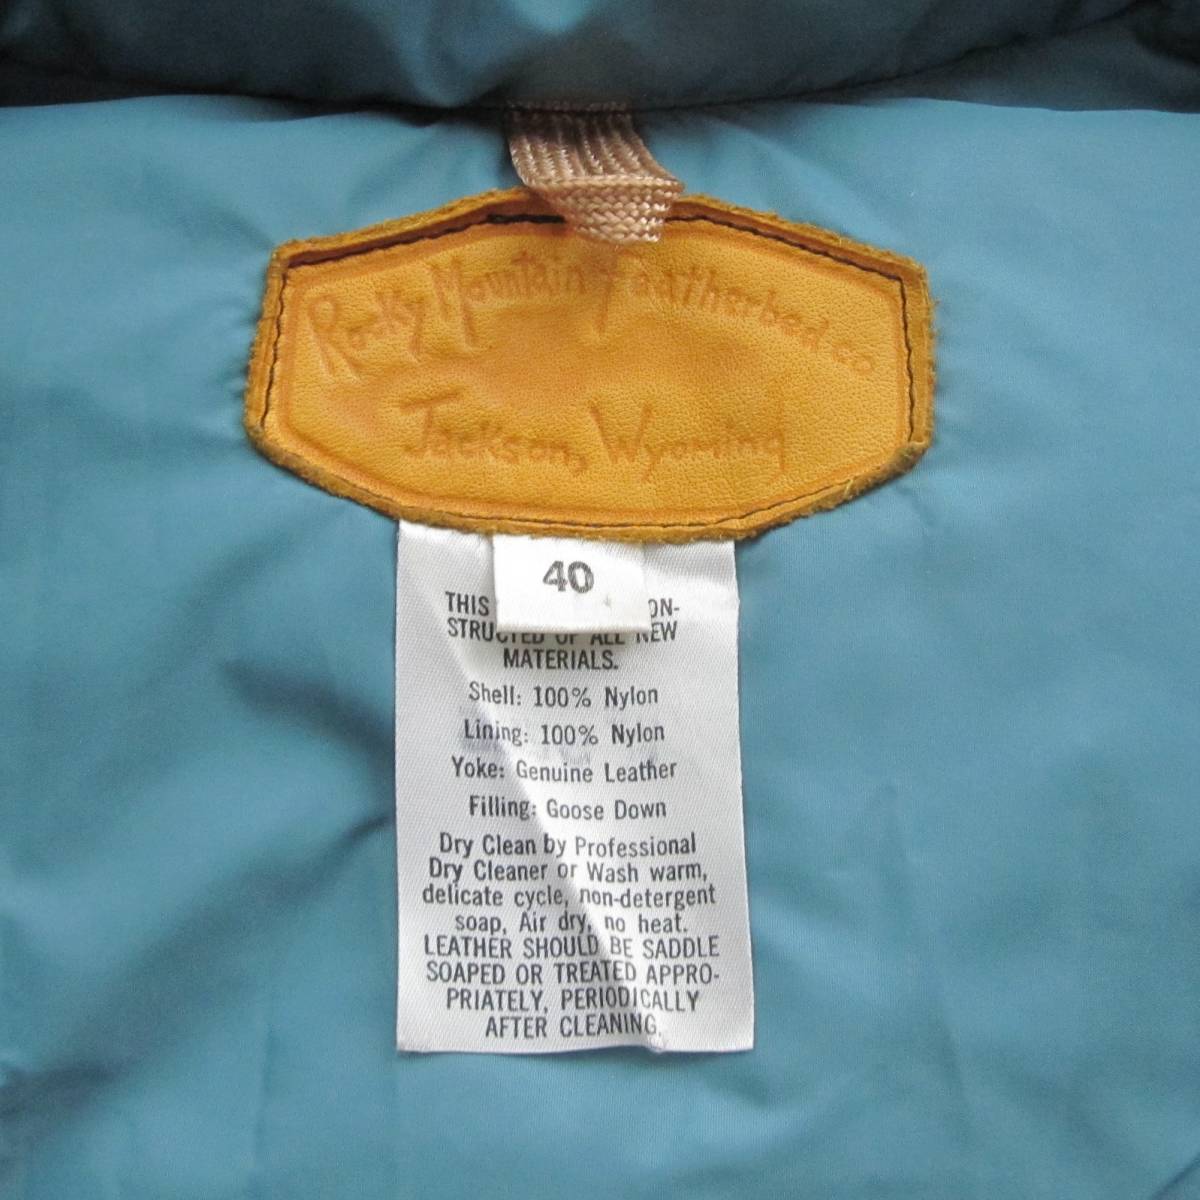 Rocky Mountain Featherbed co
Jackson, Wyoming
40
THIS ON-
STRUCTED OF ALL NEW
MATERIALS.
Shell: 100% Nylon
Lining: 100% Nylon
Yoke: Genuine Leather
Filling: Goose Down
Dry Clean by Professional
Dry Cleaner or Wash warm,
delicate cycle, non-detergent
soap, Air dry, no heat.
LEATHER SHOULD BE SADDLE
SOAPED OR TREATED APPRO-
PRIATELY, PERIODICALLY
AFTER CLEANING.